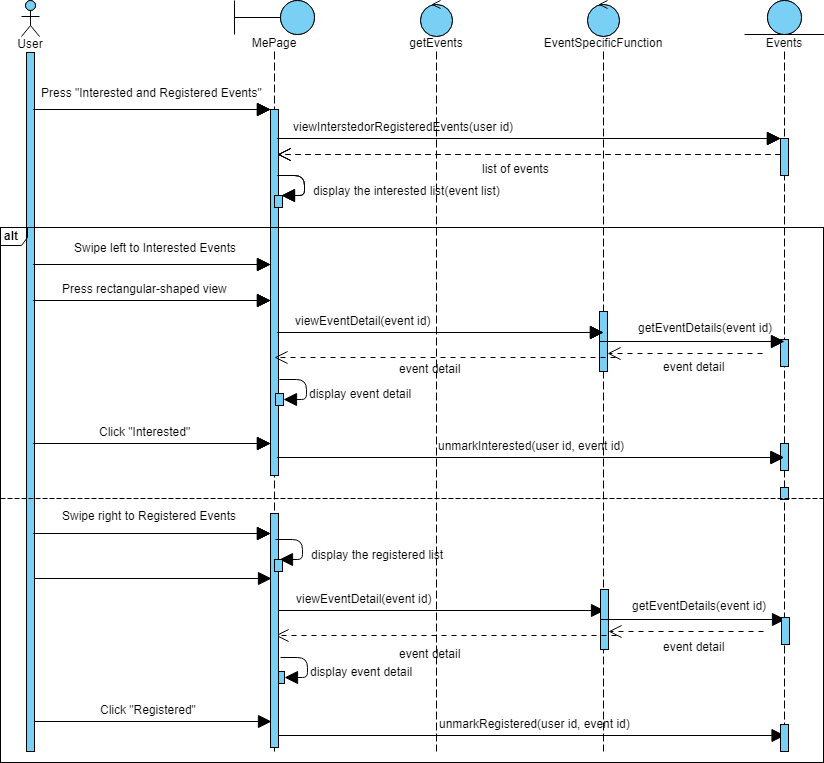 User
MePage
getEvents
EventSpecificFunction
Events
Press "Interested and Registered Events"
viewInterstedorRegisteredEvents(user id)
list of events
display the interested list(event list)
alt
Swipe left to Interested Events
Press rectangular-shaped view
viewEventDetail(event id)
getEventDetails(event id)
event detail
event detail
display event detail
Click "Interested"
unmarkInterested(user id, event id)
Swipe right to Registered Events
display the registered list
viewEventDetail(event id)
getEventDetails(event id)
event detail
event detail
display event detail
Click "Registered"
unmarkRegistered(user id, event id)